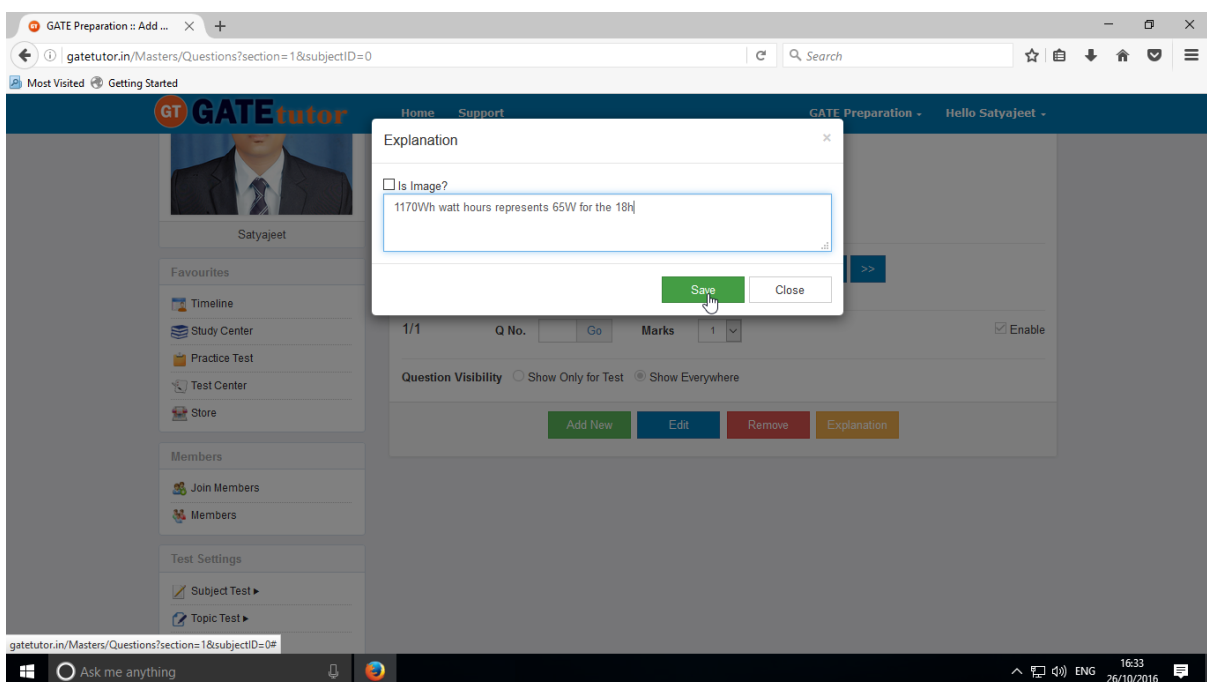 GATE Preparation :: Add ...
gatetutor.in/Masters/Questions?section=1&subjectID=0
Search
Most Visited Getting Started
GT GATEtutor Home Support GATE Preparation Hello Satyajeet
Explanation ×
Is Image?
1170Wh watt hours represents 65W for the 18h
Save Close
>>
Satyajeet
Favourites
Timeline
Study Center
Practice Test
Test Center
Store
1/1 Q No. Go Marks 1 Enable
Question Visibility Show Only for Test Show Everywhere
Add New Edit Remove Explanation
Members
Join Members
Members
Test Settings
Subject Test
Topic Test
gatetutor.in/Masters/Questions?section=1&subjectID=0#
Ask me anything
ENG
16:33
26/10/2016